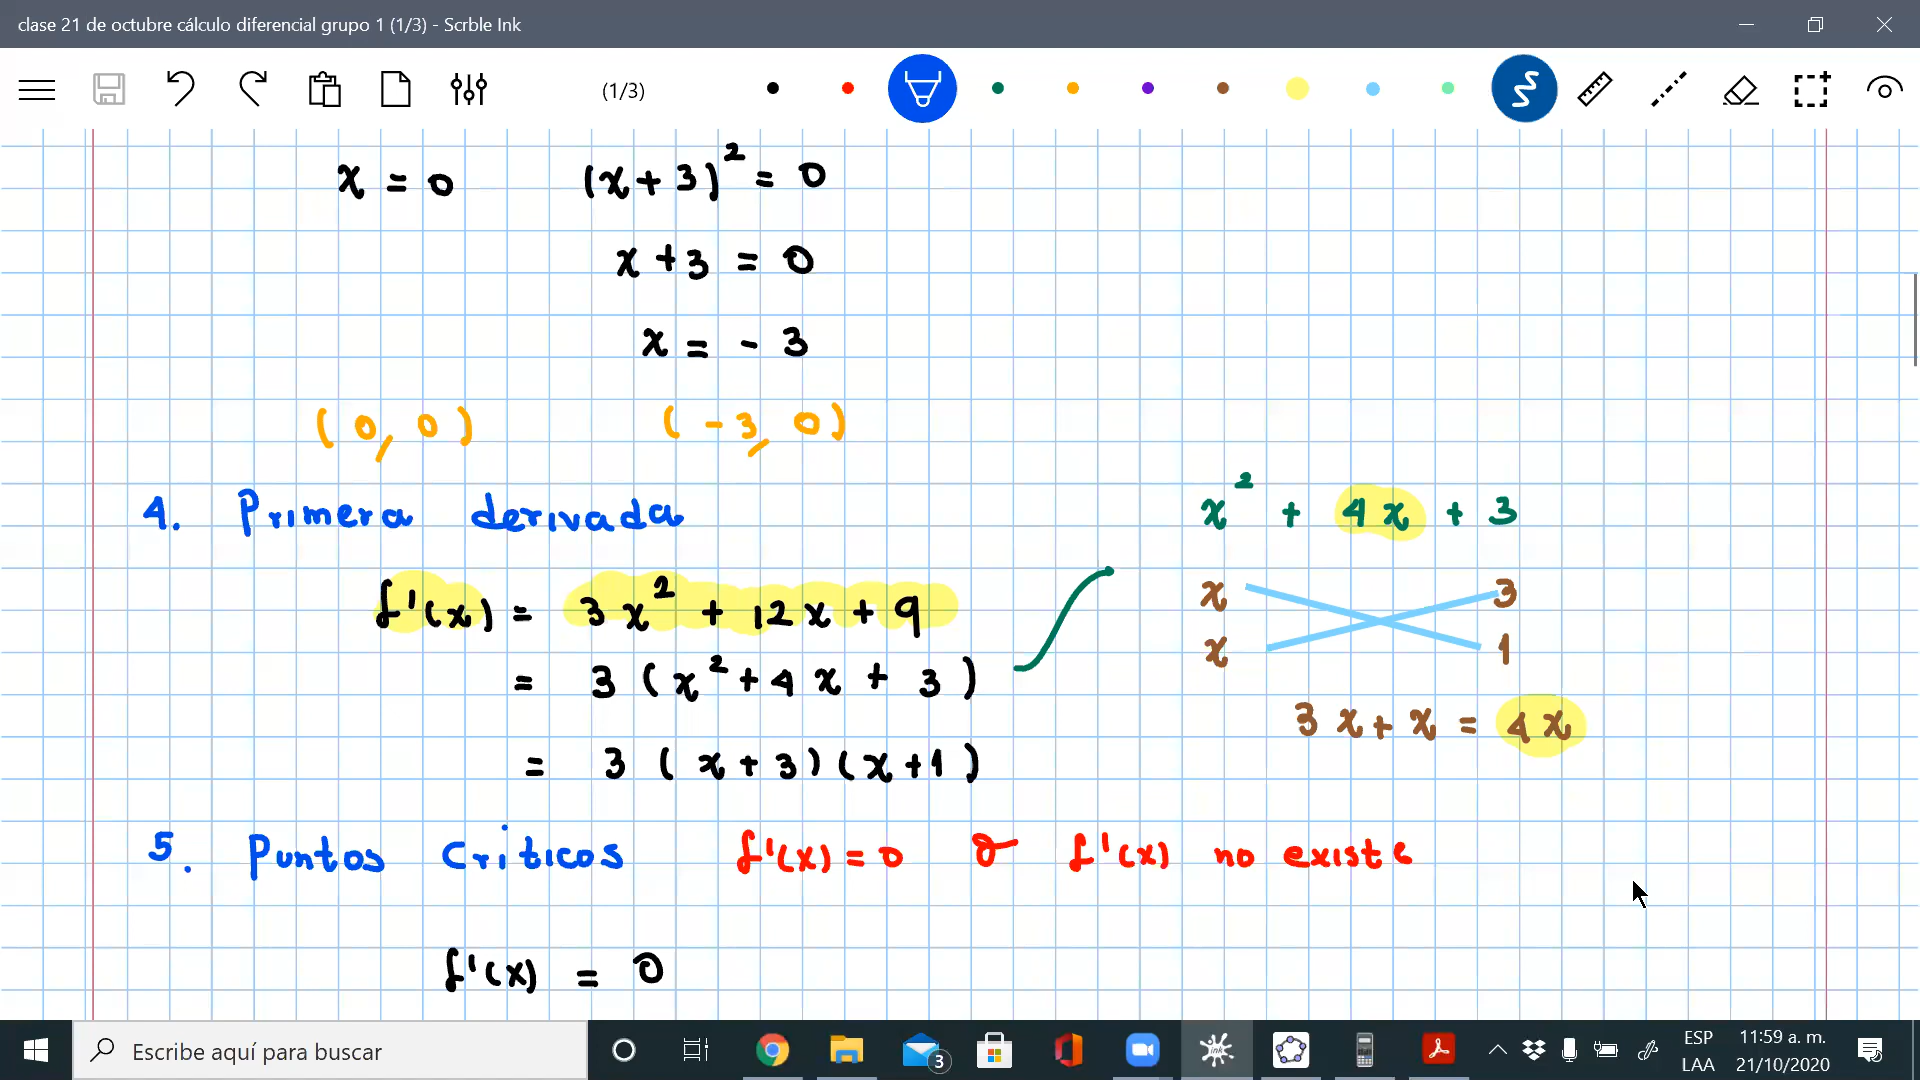 clase 21 de octubre cálculo diferencial grupo 1 (1/3) - Scrble Ink
(1/3)
x = 0 (x + 3)² = 0
x + 3 = 0
x = - 3
(0, 0) (-3, 0)
4. Primera derivada
x² + 4x + 3
f'(x) = 3x² + 12x + 9
x 3
= 3 (x² + 4x + 3)
x 1
3x + x = 4x
= 3 (x + 3)(x + 1)
5. Puntos Críticos f'(x) = 0 o f'(x) no existe
f'(x) = 0
Escribe aquí para buscar
3
ink
ESP
LAA
11:59 a. m.
21/10/2020